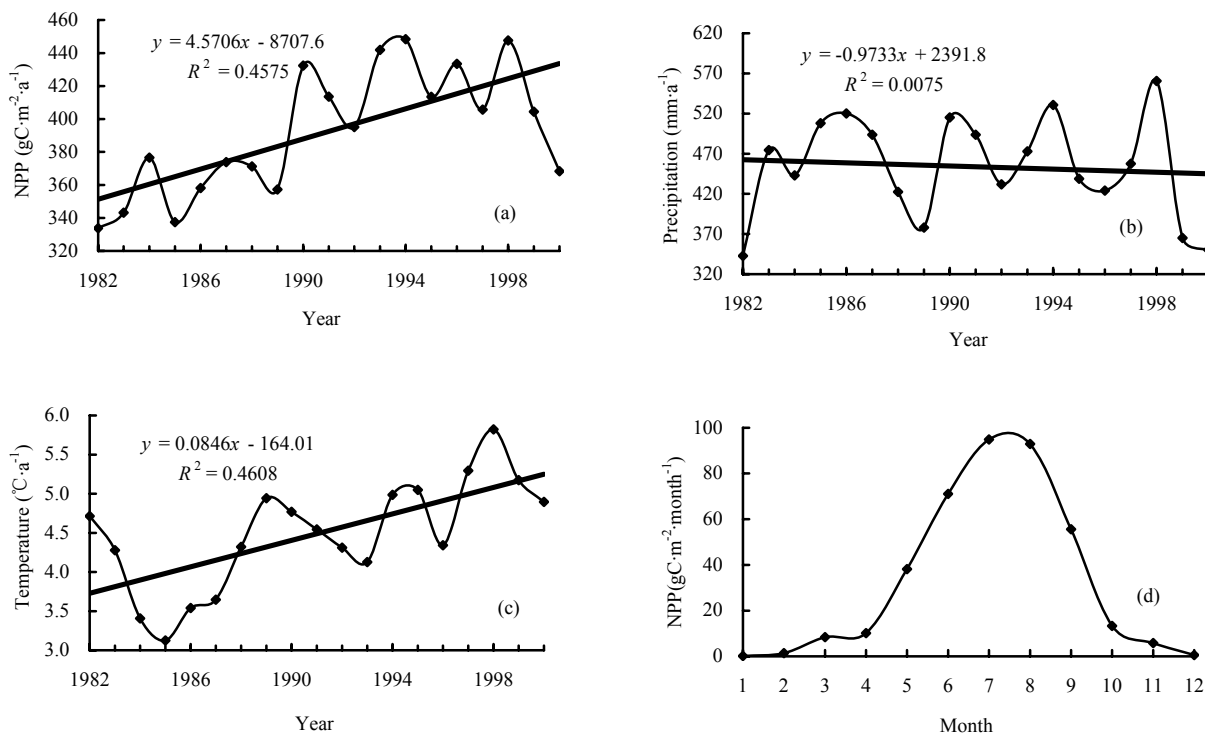 460
440
420
400
380
360
340
320
NPP (gC·m⁻²·a⁻¹)
y = 4.5706x - 8707.6
R² = 0.4575
(a)
1982 1986 1990 1994 1998
Year
620
570
520
470
420
370
320
Precipitation (mm·a⁻¹)
y = -0.9733x + 2391.8
R² = 0.0075
(b)
1982 1986 1990 1994 1998
Year
6.0
5.5
5.0
4.5
4.0
3.5
3.0
Temperature (℃·a⁻¹)
y = 0.0846x - 164.01
R² = 0.4608
(c)
1982 1986 1990 1994 1998
Year
100
80
60
40
20
0
NPP(gC·m⁻²·month⁻¹)
(d)
1 2 3 4 5 6 7 8 9 10 11 12
Month